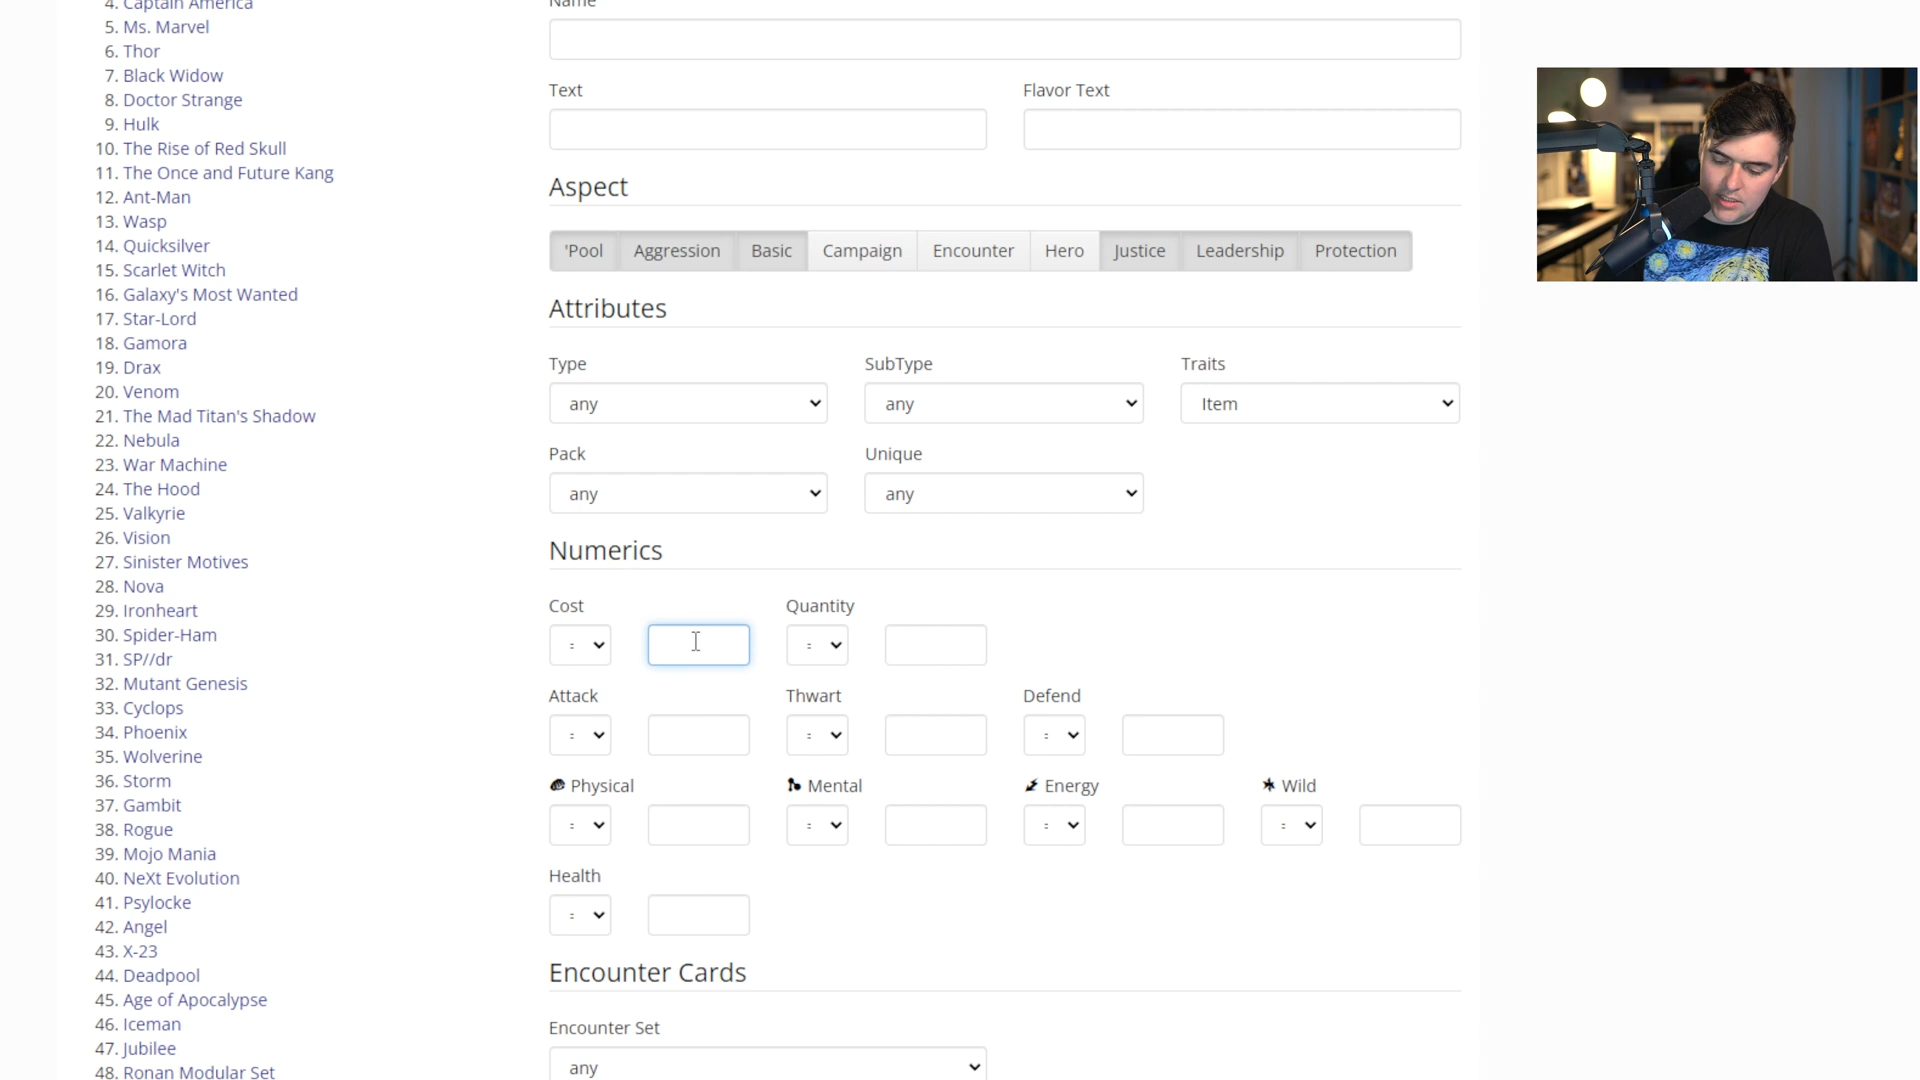 4. Captain America
5. Ms. Marvel
6. Thor
7. Black Widow
8. Doctor Strange
9. Hulk
10. The Rise of Red Skull
11. The Once and Future Kang
12. Ant-Man
13. Wasp
14. Quicksilver
15. Scarlet Witch
16. Galaxy's Most Wanted
17. Star-Lord
18. Gamora
19. Drax
20. Venom
21. The Mad Titan's Shadow
22. Nebula
23. War Machine
24. The Hood
25. Valkyrie
26. Vision
27. Sinister Motives
28. Nova
29. Ironheart
30. Spider-Ham
31. SP//dr
32. Mutant Genesis
33. Cyclops
34. Phoenix
35. Wolverine
36. Storm
37. Gambit
38. Rogue
39. Mojo Mania
40. NeXt Evolution
41. Psylocke
42. Angel
43. X-23
44. Deadpool
45. Age of Apocalypse
46. Iceman
47. Jubilee
48. Ronan Modular Set
Name
Text Flavor Text
Aspect
'Pool Aggression Basic Campaign Encounter Hero Justice Leadership Protection
Attributes
Type SubType Traits
any any Item
Pack Unique
any any
Numerics
Cost Quantity
: :
Attack Thwart Defend
: : :
Physical Mental Energy Wild
: : : :
Health
:
Encounter Cards
Encounter Set
any